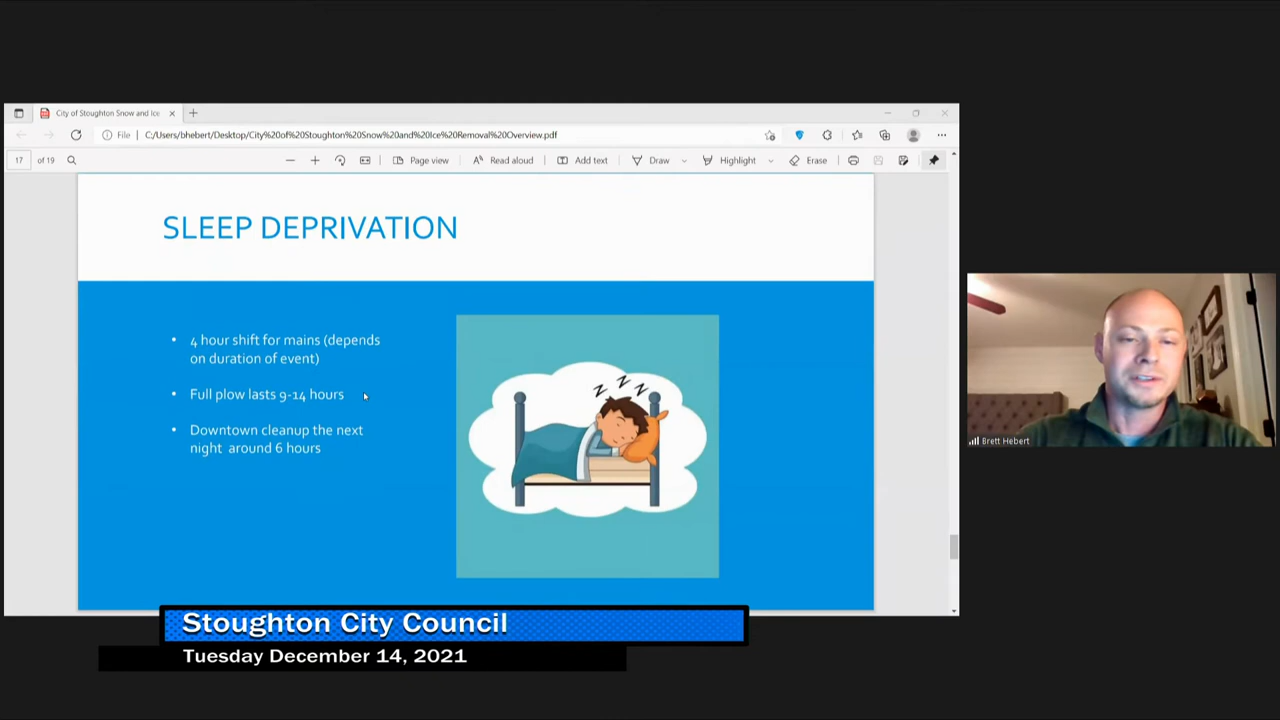 City of Stoughton Snow and Ice
File
C:/Users/bhebert/Desktop/City%20of%20Stoughton%20Snow%20and%20Ice%20Removal%20Overview.pdf
17 of 19
Page view
Read aloud
Add text
Draw
Highlight
Erase
SLEEP DEPRIVATION
• 4 hour shift for mains (depends
on duration of event)
• Full plow lasts 9-14 hours
• Downtown cleanup the next
night around 6 hours
z z z
Brett Hebert
Stoughton City Council
Tuesday December 14, 2021